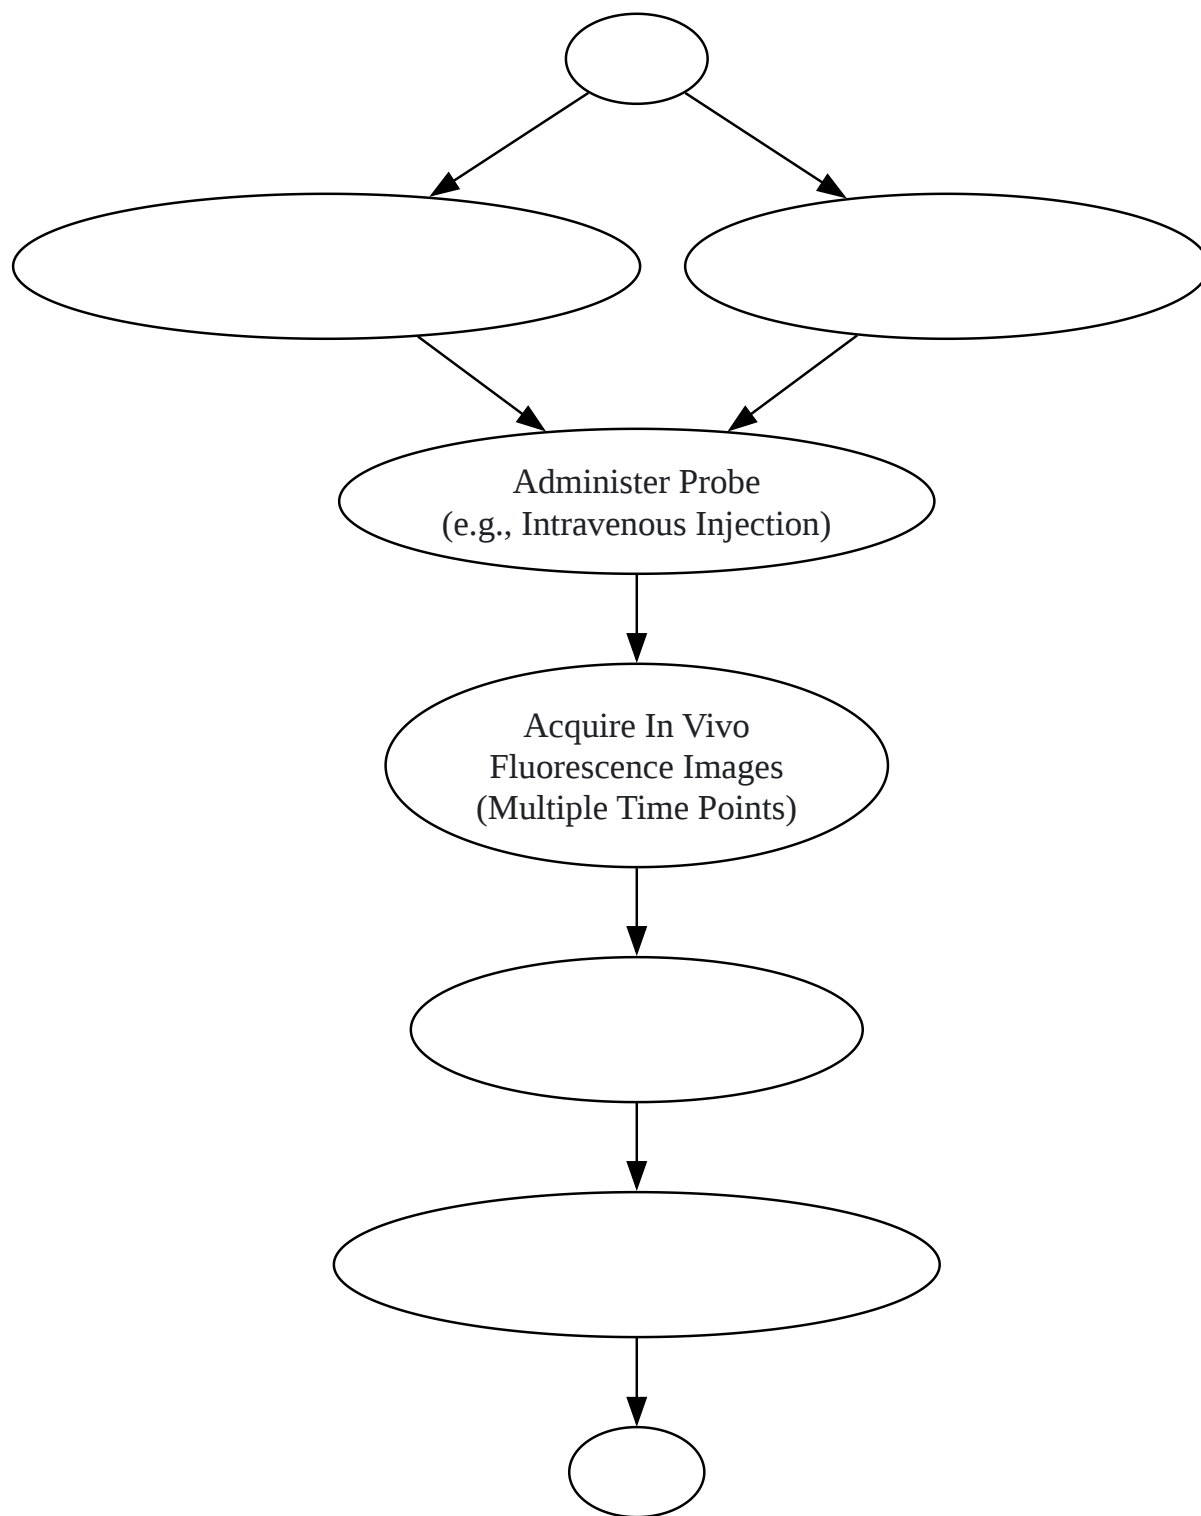 Administer Probe
(e.g., Intravenous Injection)
Acquire In Vivo
Fluorescence Images
(Multiple Time Points)